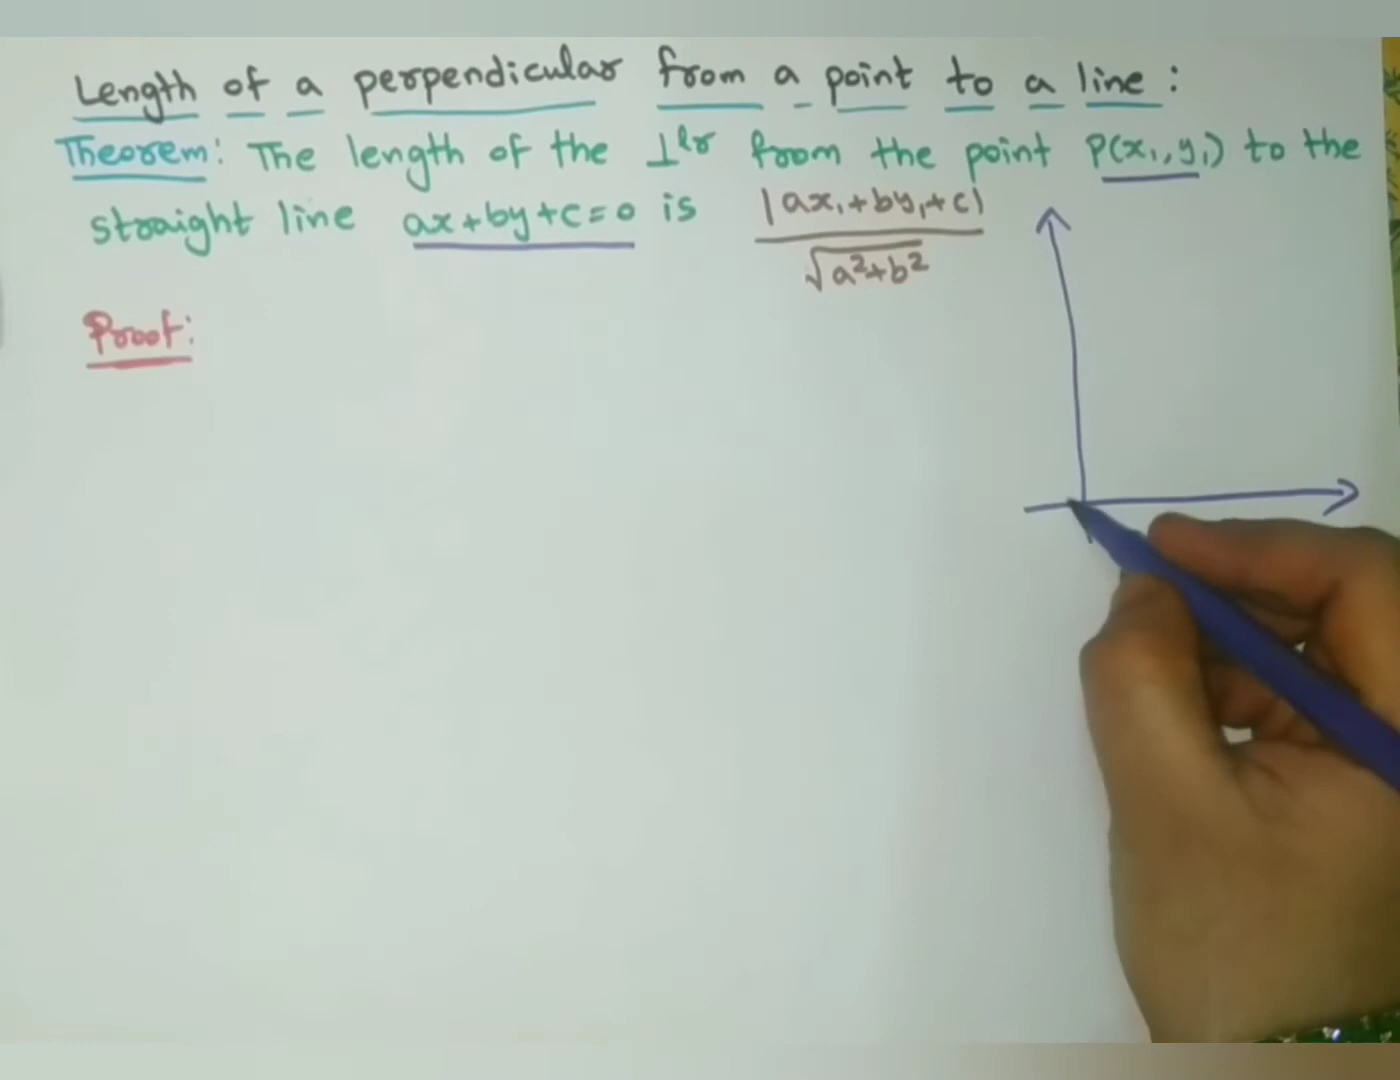 Length of a perpendicular from a point to a line:
Theorem: The length of the ⊥lr from the point P(x₁, y₁) to the
straight line ax+by+c=0 is |ax₁+by₁+c| / √a²+b²
Proof: